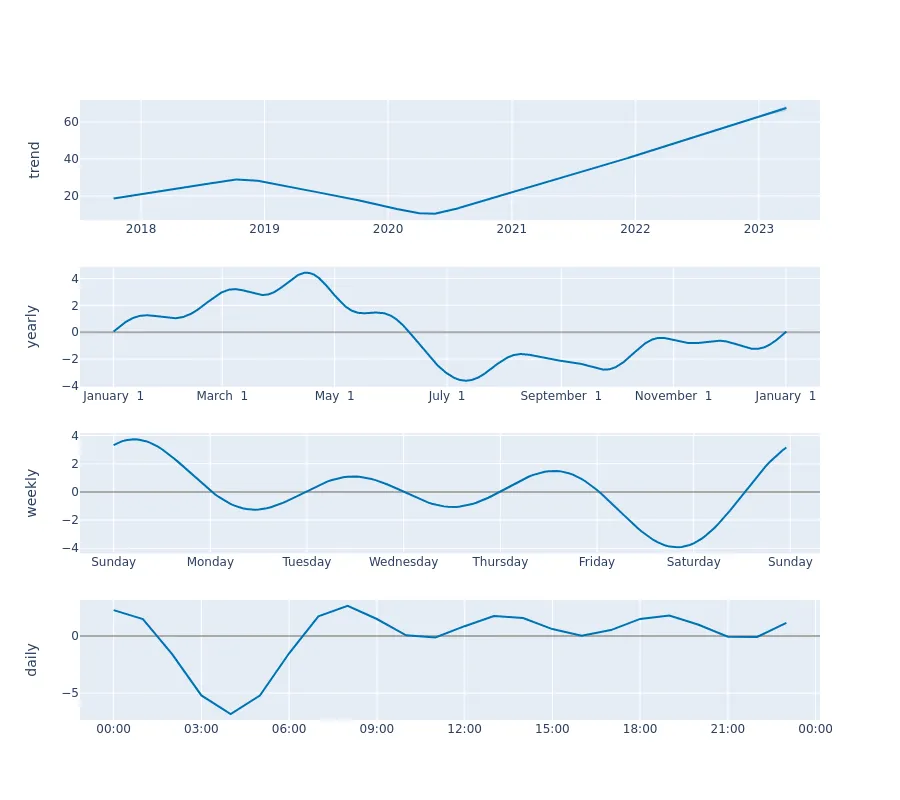 trend
60
40
20
2018 2019 2020 2021 2022 2023
yearly
4
2
0
−2
−4
January 1 March 1 May 1 July 1 September 1 November 1 January 1
weekly
4
2
0
−2
−4
Sunday Monday Tuesday Wednesday Thursday Friday Saturday Sunday
daily
0
−5
00:00 03:00 06:00 09:00 12:00 15:00 18:00 21:00 00:00